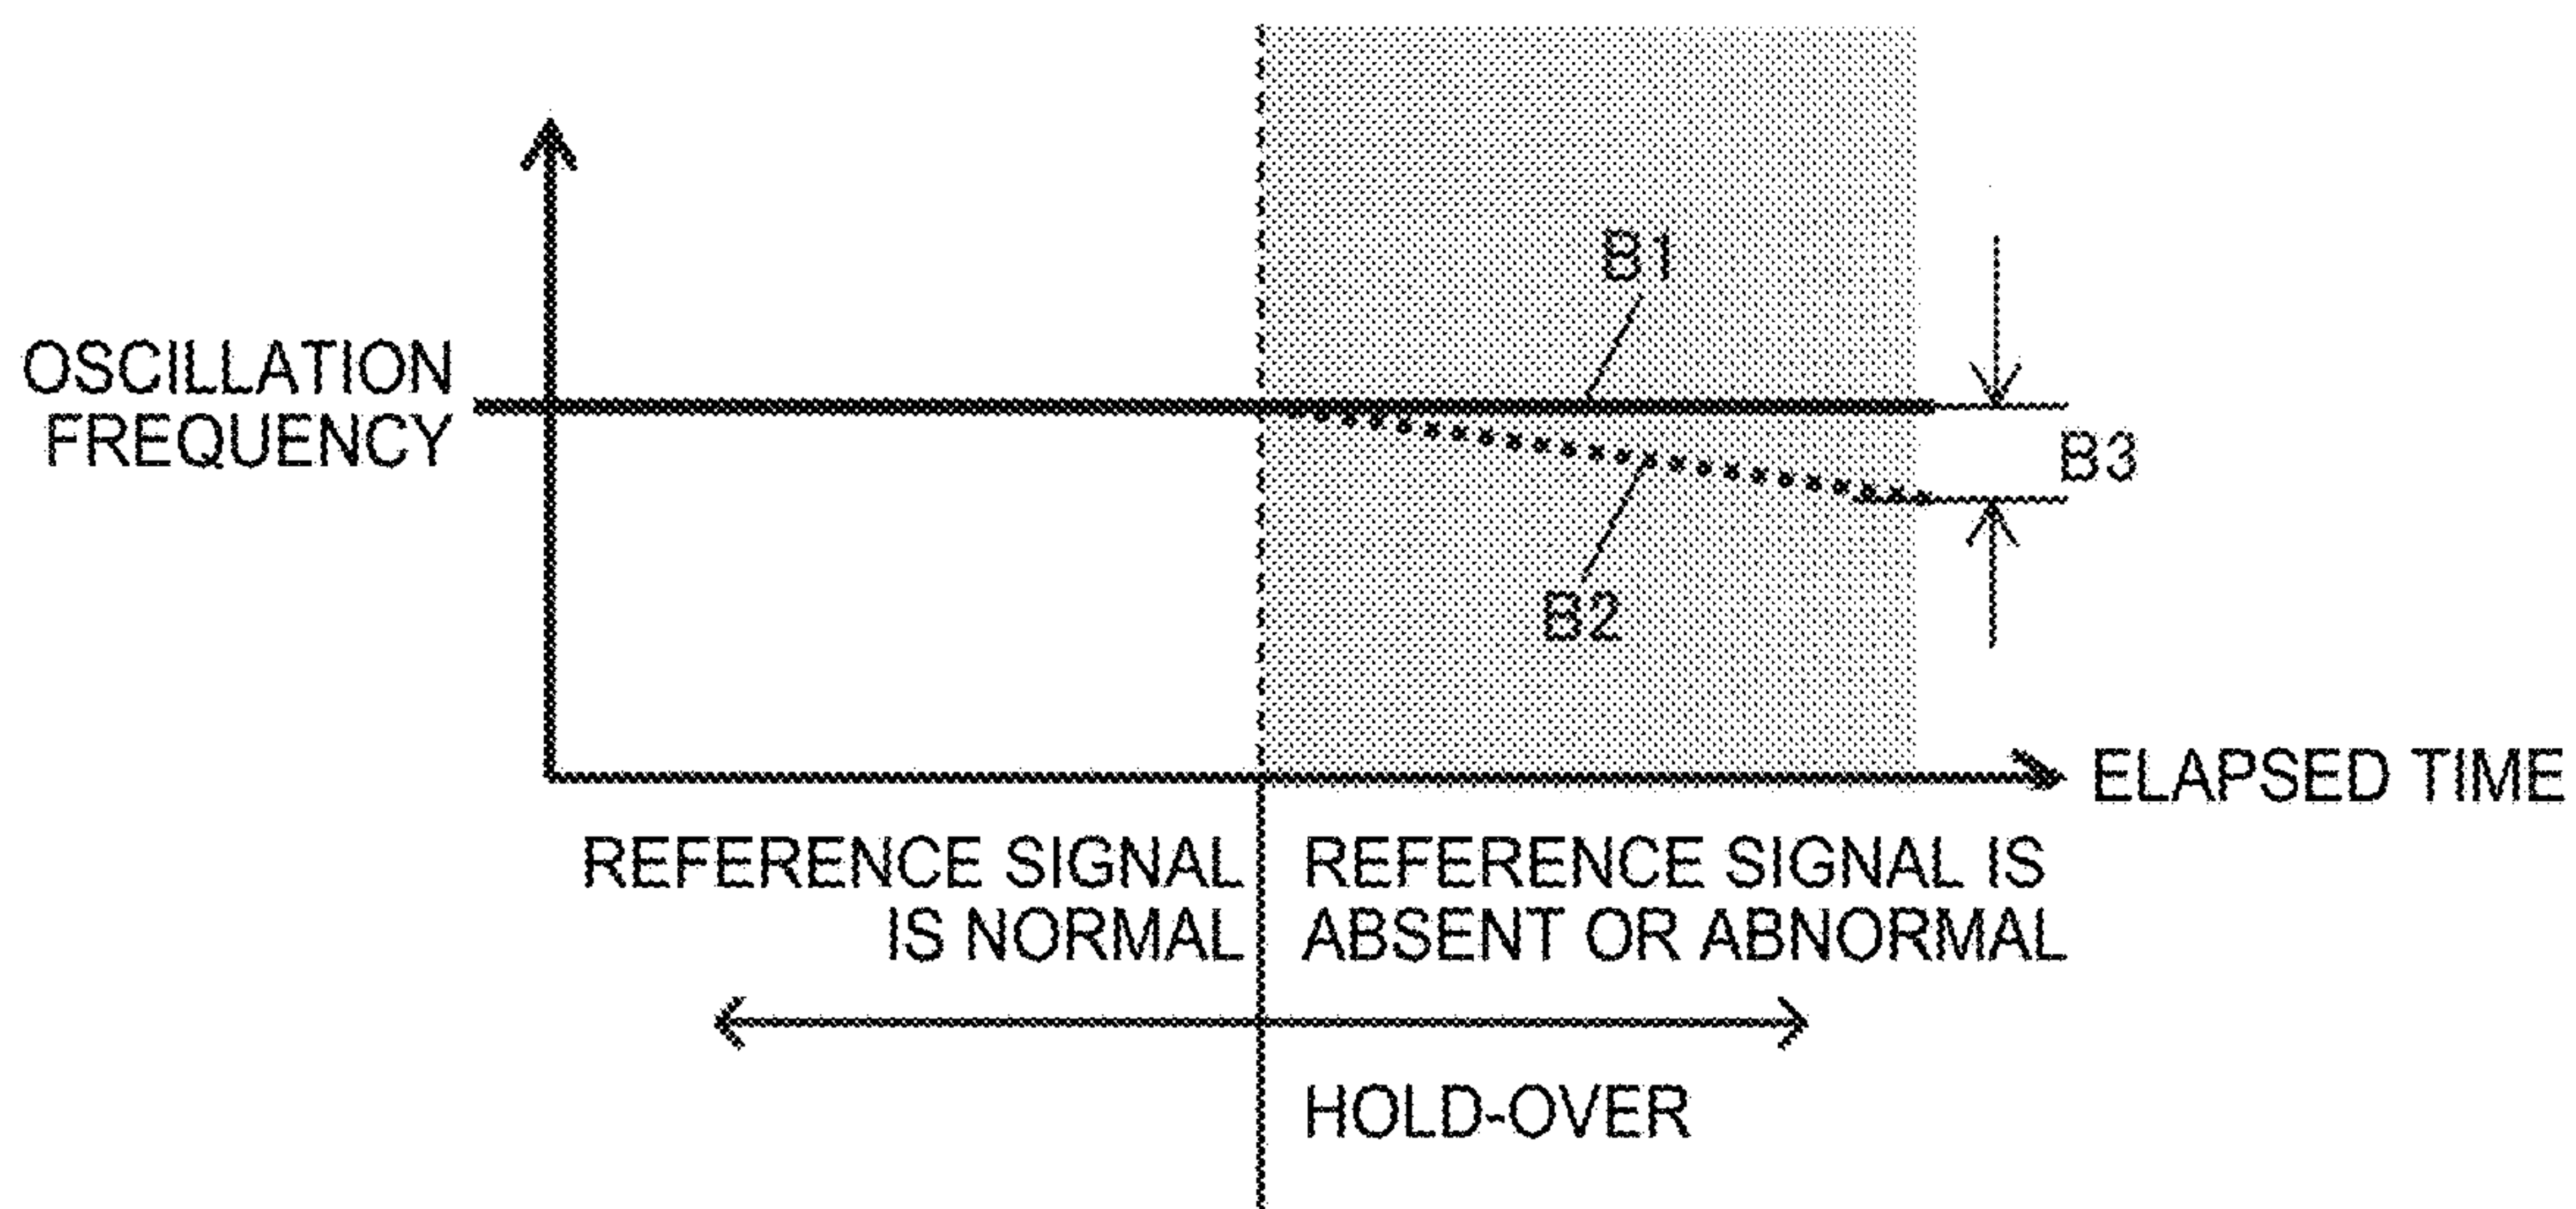 B1
OSCILLATION
FREQUENCY
B3
B2
ELAPSED TIME
REFERENCE SIGNAL
IS NORMAL
REFERENCE SIGNAL IS
ABSENT OR ABNORMAL
HOLD-OVER